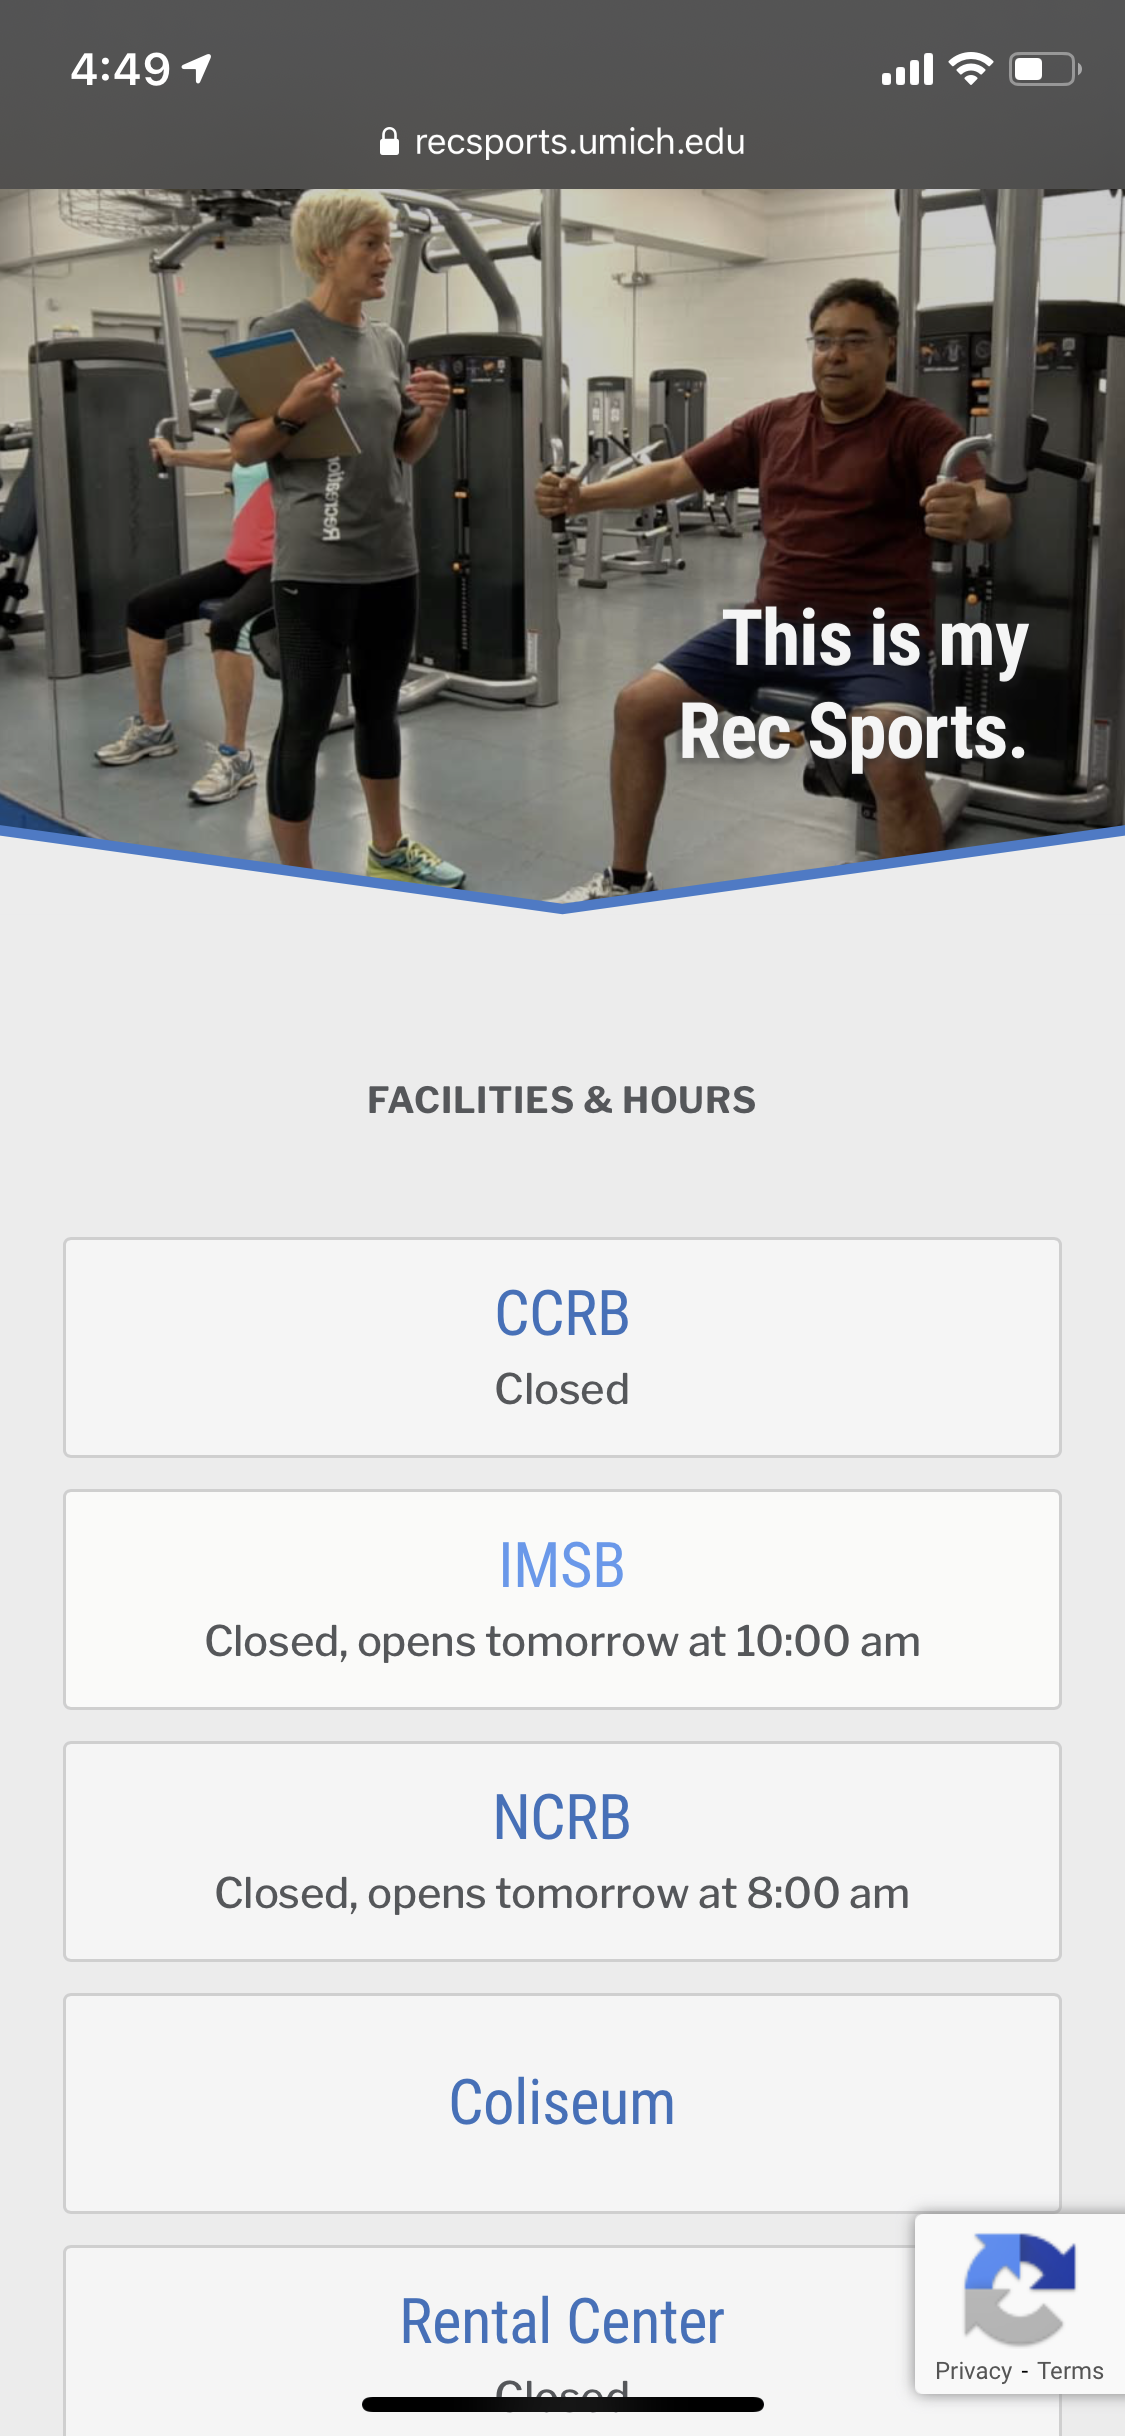 4:49
recsports.umich.edu
Recreational
This is my
Rec Sports.
FACILITIES & HOURS
CCRB
Closed
IMSB
Closed, opens tomorrow at 10:00 am
NCRB
Closed, opens tomorrow at 8:00 am
Coliseum
Rental Center
Closed
Privacy - Terms